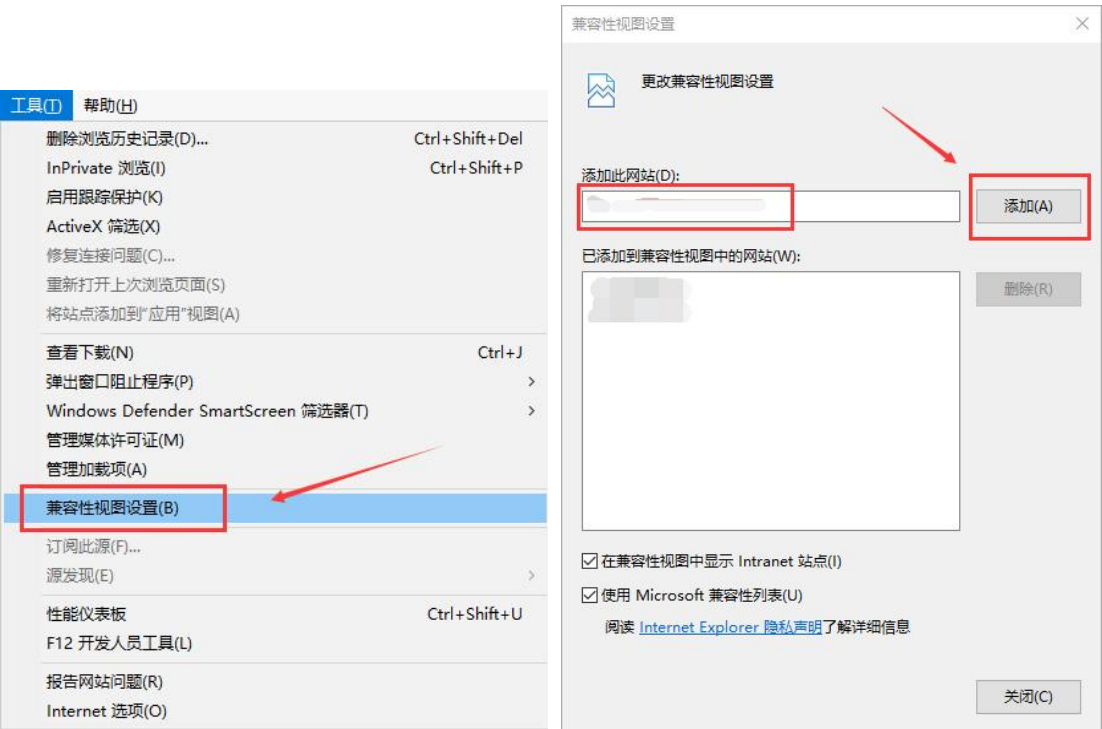 工具(T) 帮助(H)
删除浏览历史记录(D)... Ctrl+Shift+Del
InPrivate 浏览(I) Ctrl+Shift+P
启用跟踪保护(K)
ActiveX 筛选(X)
修复连接问题(C)...
重新打开上次浏览页面(S)
将站点添加到“应用”视图(A)
查看下载(N) Ctrl+J
弹出窗口阻止程序(P)
Windows Defender SmartScreen 筛选器(T)
管理媒体许可证(M)
管理加载项(A)
兼容性视图设置(B)
订阅此源(F)...
源发现(E)
性能仪表板 Ctrl+Shift+U
F12 开发人员工具(L)
报告网站问题(R)
Internet 选项(O)
兼容性视图设置
更改兼容性视图设置
添加此网站(D):
添加(A)
已添加到兼容性视图中的网站(W):
删除(R)
在兼容性视图中显示 Intranet 站点(I)
使用 Microsoft 兼容性列表(U)
阅读 Internet Explorer 隐私声明了解详细信息
关闭(C)